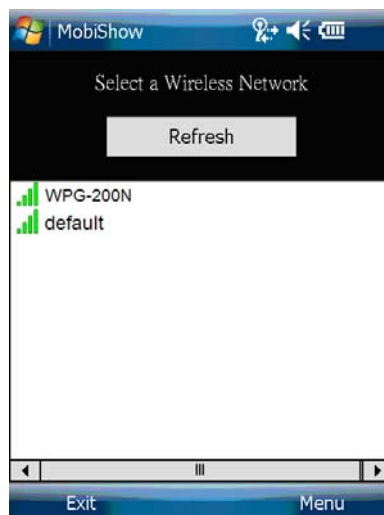 MobiShow
Select a Wireless Network
Refresh
WPG-200N
default
Exit Menu